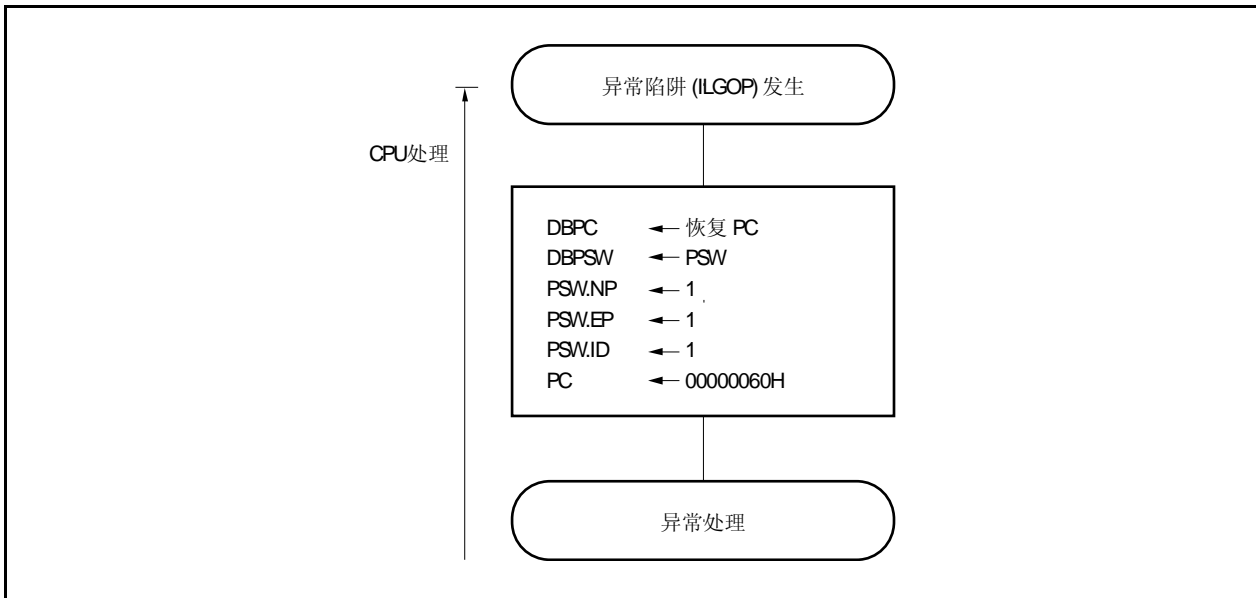 异常陷阱 (ILGOP) 发生
CPU处理
DBPC ← 恢复 PC
DBPSW ← PSW
PSW.NP ← 1
PSW.EP ← 1
PSW.ID ← 1
PC ← 00000060H
异常处理